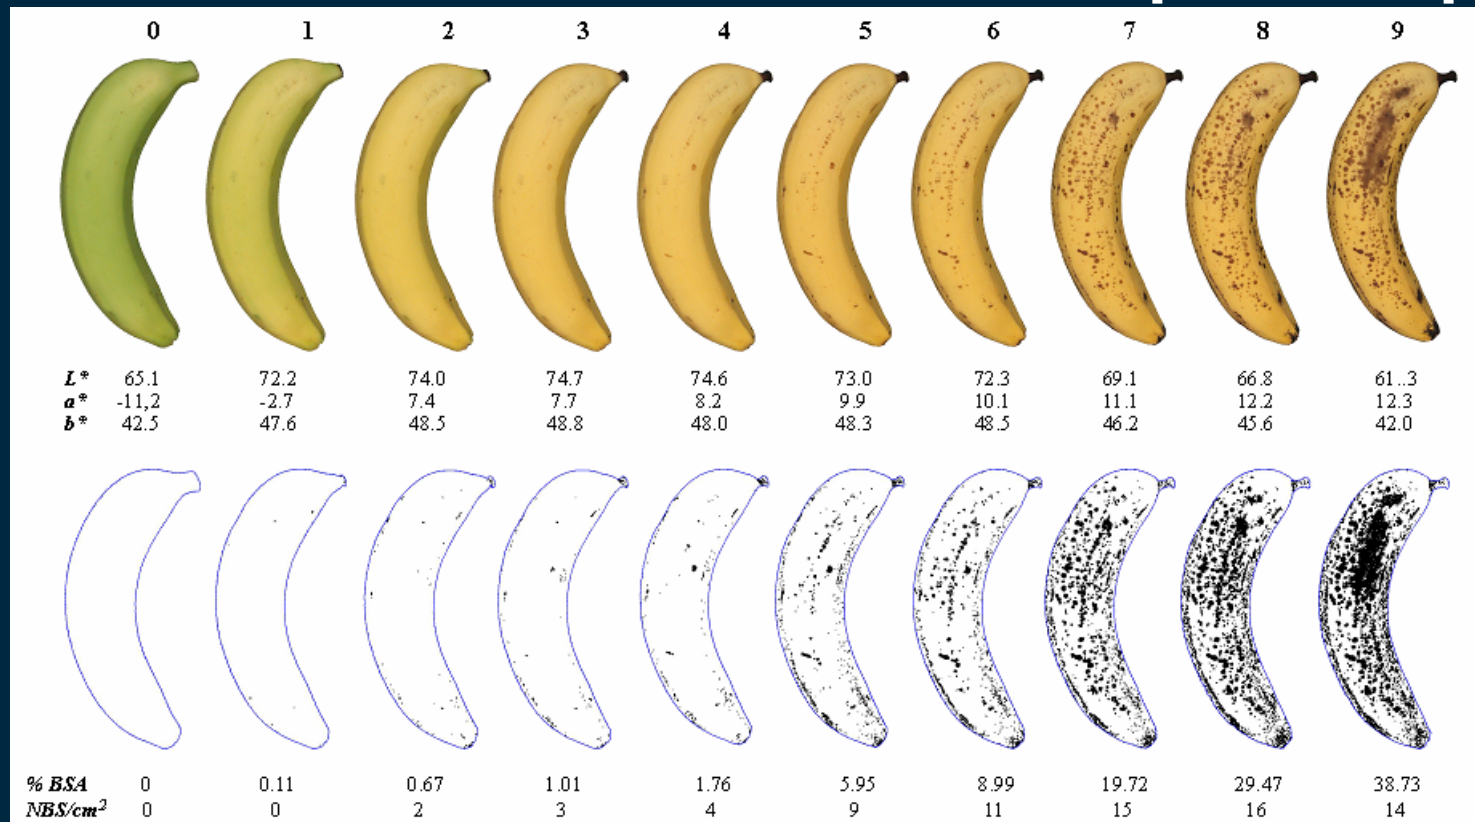 0 1 2 3 4 5 6 7 8 9
L* 65.1 72.2 74.0 74.7 74.6 73.0 72.3 69.1 66.8 61..3
a* -11,2 -2.7 7.4 7.7 8.2 9.9 10.1 11.1 12.2 12.3
b* 42.5 47.6 48.5 48.8 48.0 48.3 48.5 46.2 45.6 42.0
% BSA 0 0.11 0.67 1.01 1.76 5.95 8.99 19.72 29.47 38.73
NBS/cm² 0 0 2 3 4 9 11 15 16 14